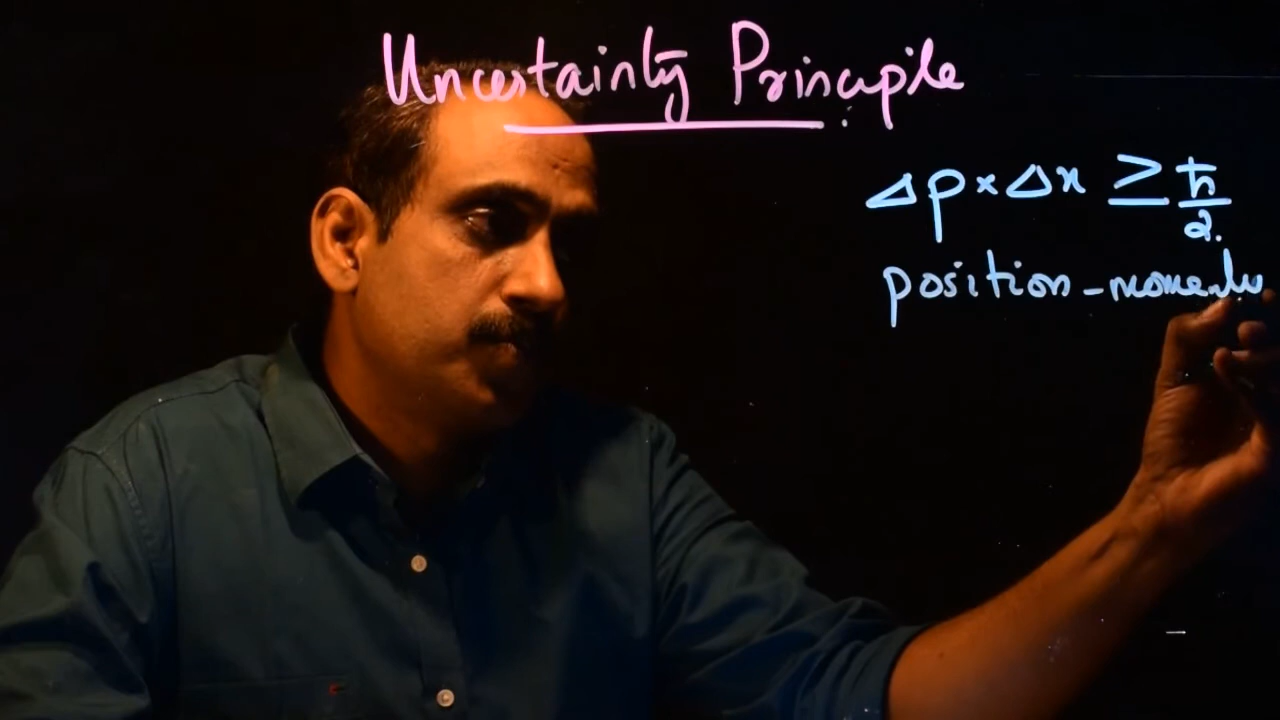 Uncertainty Principle
Δp × Δx ≥ ħ/2.
position - momentu